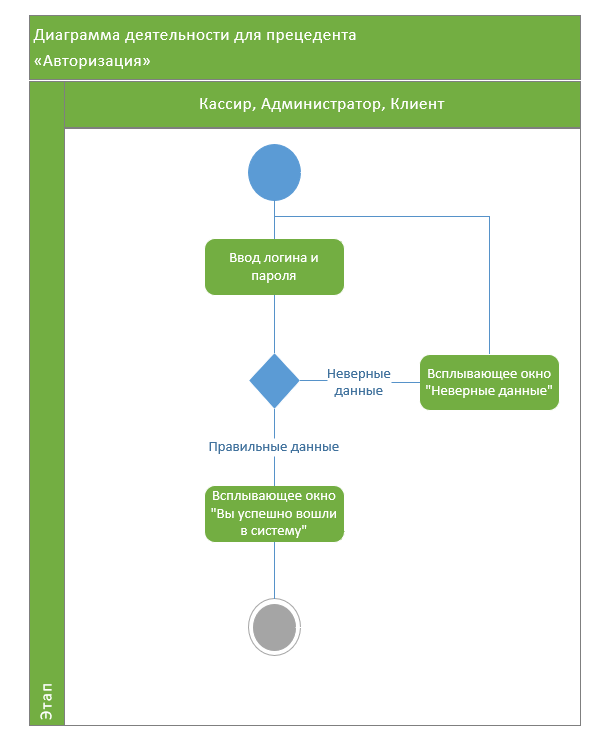 Диаграмма деятельности для прецедента
«Авторизация»
Кассир, Администратор, Клиент
Ввод логина и
пароля
Неверные
данные
Всплывающее окно
"Неверные данные"
Правильные данные
Всплывающее окно
"Вы успешно вошли
в систему"
Этап